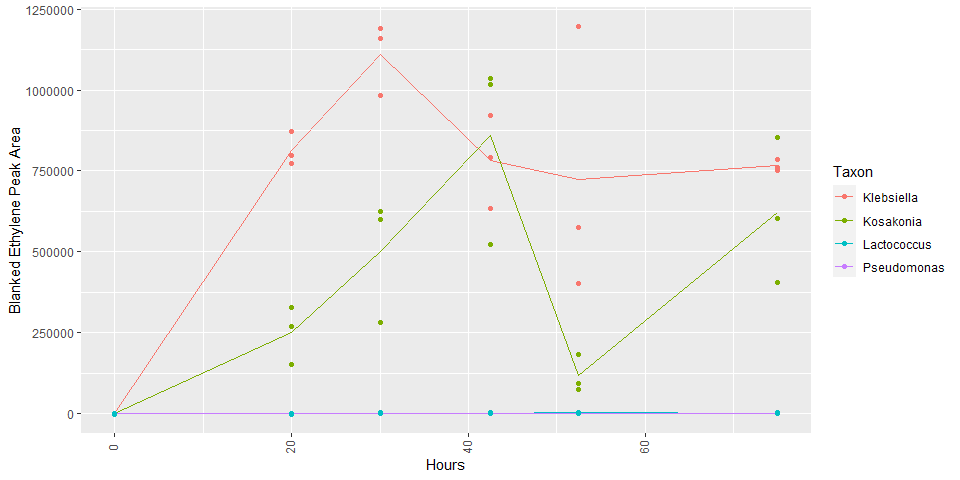 1250000
1000000
750000
500000
250000
0
Blanked Ethylene Peak Area
0
20
40
60
Hours
Taxon
Klebsiella
Kosakonia
Lactococcus
Pseudomonas